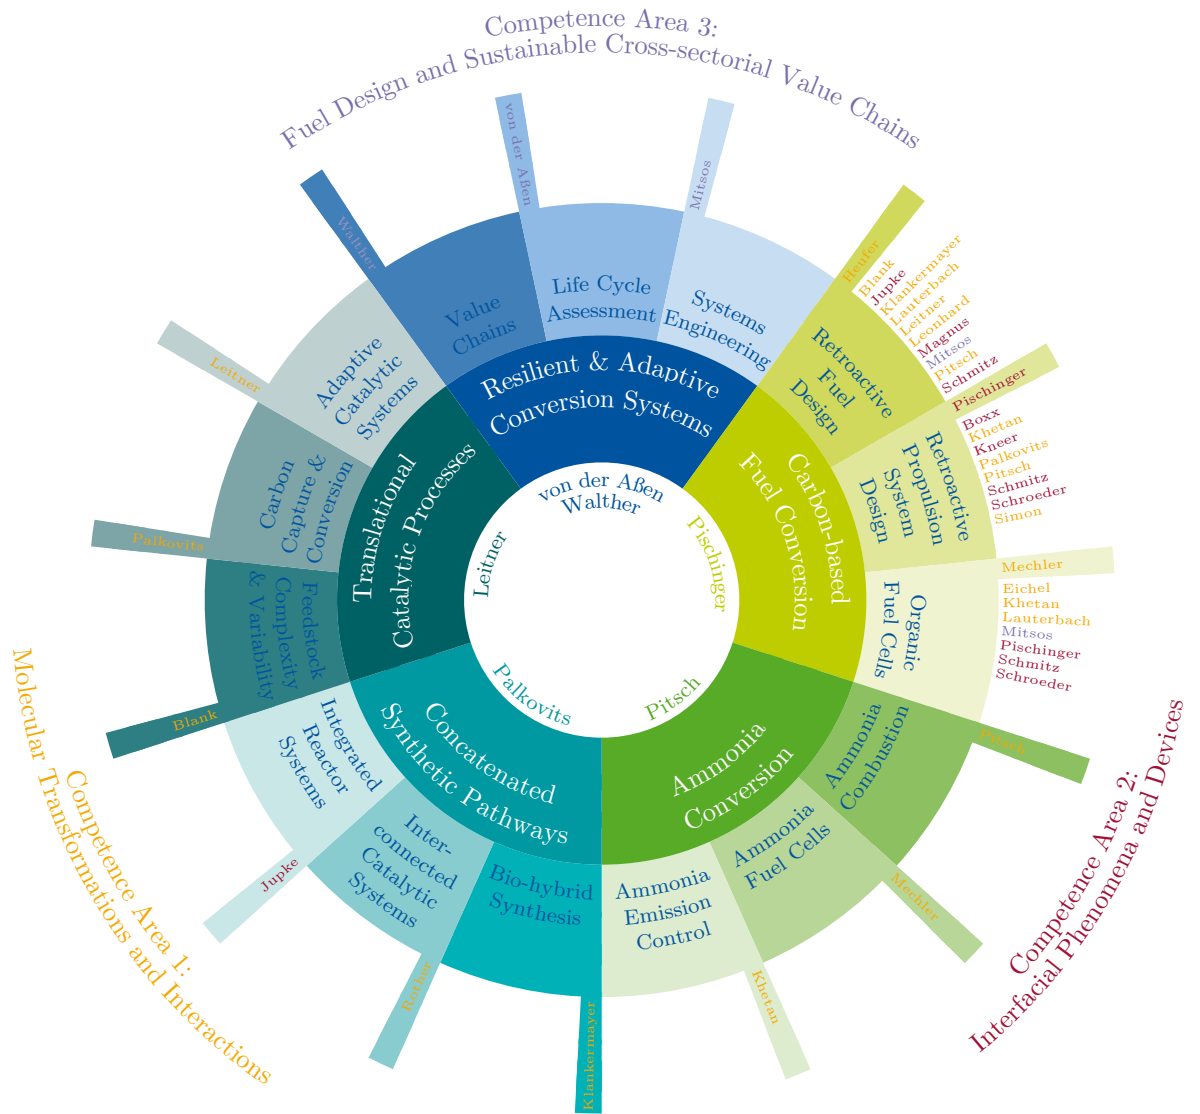 Competence Area 3:
Fuel Design and Sustainable Cross-sectorial Value Chains
von der Aßen
Mitsos
Walther
Heufer
Value
Chains
Life Cycle
Assessment
Systems
Engineering
Blank
Jupke
Klankermayer
Lauterbach
Leitner
Leonhard
Magnus
Mitsos
Pitsch
Schmitz
Retroactive
Fuel
Design
Pischinger
Boxx
Khetan
Kneer
Palkovits
Pitsch
Schmitz
Schroeder
Simon
Retroactive
Propulsion
System
Design
Mechler
Eichel
Khetan
Lauterbach
Mitsos
Pischinger
Schmitz
Schroeder
Organic
Fuel Cells
Leitner
Adaptive
Catalytic
Systems
Carbon
Capture &
Conversion
Palkovits
Feedstock
Complexity
& Variability
Blank
Resilient & Adaptive
Conversion Systems
Translational
Catalytic Processes
Carbon-based
Fuel Conversion
von der Aßen
Walther
Leitner
Pischinger
Palkovits
Pitsch
Concatenated
Synthetic Pathways
Ammonia
Conversion
Integrated
Reactor
Systems
Jupke
Inter-
connected
Catalytic
Systems
Rother
Bio-hybrid
Synthesis
Klankermayer
Ammonia
Emission
Control
Khetan
Ammonia
Fuel Cells
Mechler
Ammonia
Combustion
Pitsch
Competence Area 1:
Molecular Transformations and Interactions
Competence Area 2:
Interfacial Phenomena and Devices